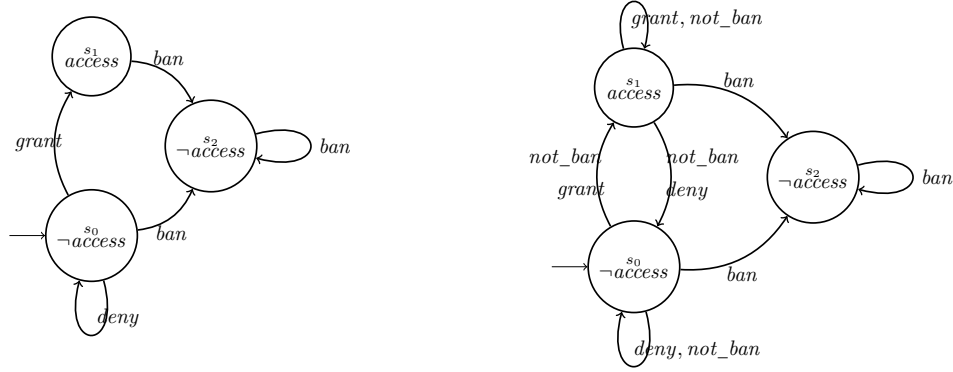 s₁
access
ban
grant
s₂
¬access
ban
s₀
¬access
ban
deny
grant, not_ban
s₁
access
ban
not_ban
grant
not_ban
deny
s₂
¬access
ban
s₀
¬access
ban
deny, not_ban